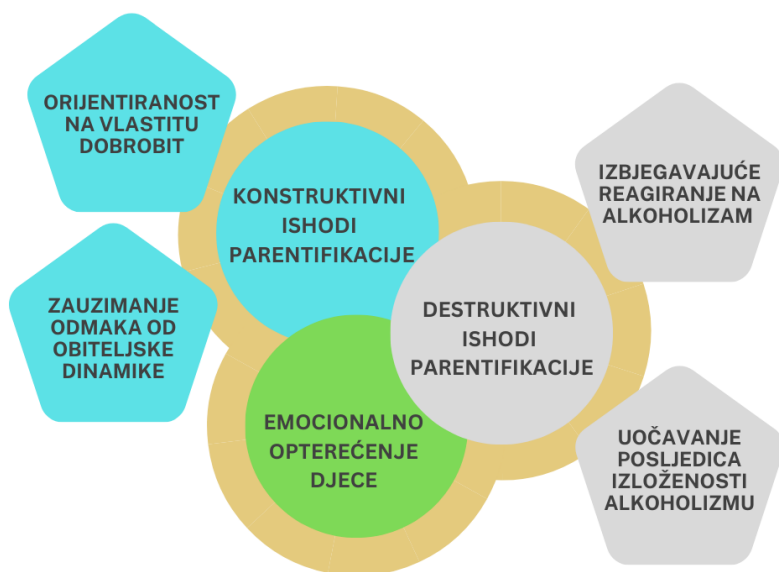 ORIJENTIRANOST
NA VLASTITU
DOBROBIT
KONSTRUKTIVNI
ISHODI
PARENTIFIKACIJE
ZAUZIMANJE
ODMAKA OD
OBITELJSKE
DINAMIKE
EMOCIONALNO
OPTEREĆENJE
DJECE
DESTRUKTIVNI
ISHODI
PARENTIFIKACIJE
IZBJEGAVAJUĆE
REAGIRANJE NA
ALKOHOLIZAM
UOČAVANJE
POSLJEDICA
IZLOŽENOSTI
ALKOHOLIZMU